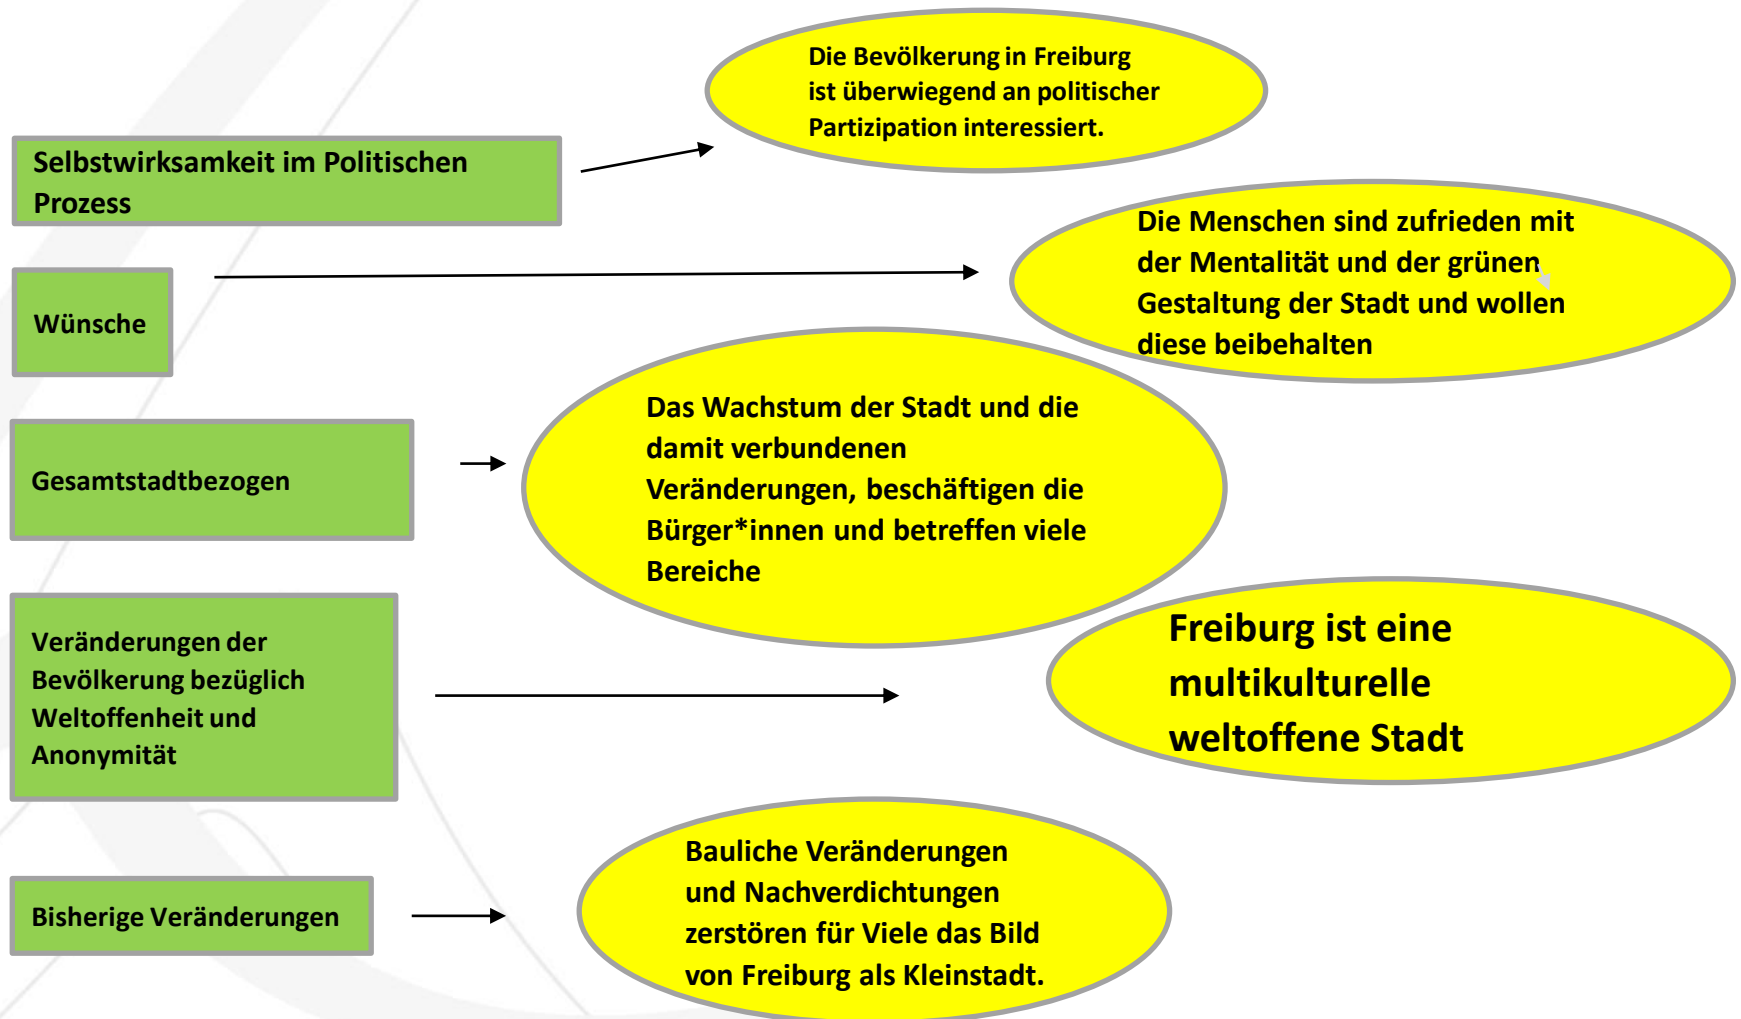 Die Bevölkerung in Freiburg
ist überwiegend an politischer
Partizipation interessiert.
Selbstwirksamkeit im Politischen
Prozess
Die Menschen sind zufrieden mit
der Mentalität und der grünen
Gestaltung der Stadt und wollen
diese beibehalten
Wünsche
Das Wachstum der Stadt und die
damit verbundenen
Veränderungen, beschäftigen die
Bürger*innen und betreffen viele
Bereiche
Gesamtstadtbezogen
Veränderungen der
Bevölkerung bezüglich
Weltoffenheit und
Anonymität
Freiburg ist eine
multikulturelle
weltoffene Stadt
Bisherige Veränderungen
Bauliche Veränderungen
und Nachverdichtungen
zerstören für Viele das Bild
von Freiburg als Kleinstadt.